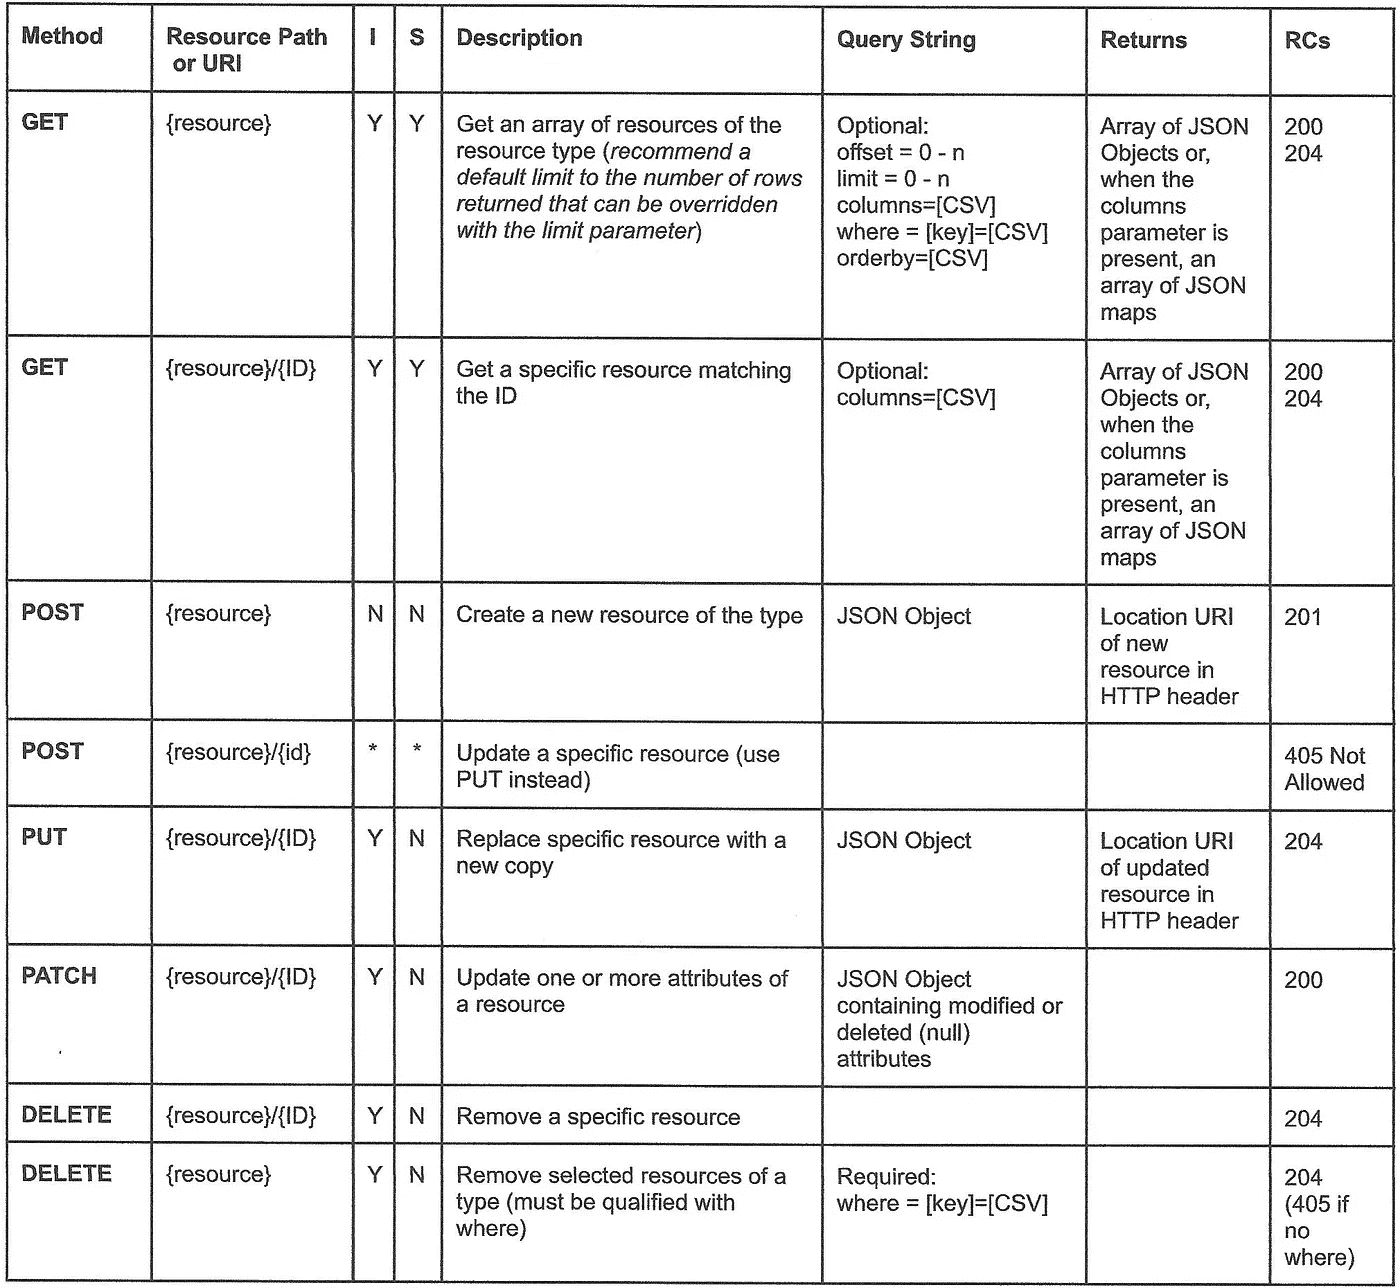 Method
Resource Path
or URI
I
S
Description
Query String
Returns
RCs
GET
{resource}
Y
Y
Get an array of resources of the
resource type (recommend a
default limit to the number of rows
returned that can be overridden
with the limit parameter)
Optional:
offset = 0 - n
limit = 0 - n
columns=[CSV]
where = [key]=[CSV]
orderby=[CSV]
Array of JSON
Objects or,
when the
columns
parameter is
present, an
array of JSON
maps
200
204
GET
{resource}/{ID}
Y
Y
Get a specific resource matching
the ID
Optional:
columns=[CSV]
Array of JSON
Objects or,
when the
columns
parameter is
present, an
array of JSON
maps
200
204
POST
{resource}
N
N
Create a new resource of the type
JSON Object
Location URI
of new
resource in
HTTP header
201
POST
{resource}/{id}
*
*
Update a specific resource (use
PUT instead)
405 Not
Allowed
PUT
{resource}/{ID}
Y
N
Replace specific resource with a
new copy
JSON Object
Location URI
of updated
resource in
HTTP header
204
PATCH
{resource}/{ID}
Y
N
Update one or more attributes of
a resource
JSON Object
containing modified or
deleted (null)
attributes
200
DELETE
{resource}/{ID}
Y
N
Remove a specific resource
204
DELETE
{resource}
Y
N
Remove selected resources of a
type (must be qualified with
where)
Required:
where = [key]=[CSV]
204
(405 if
no
where)